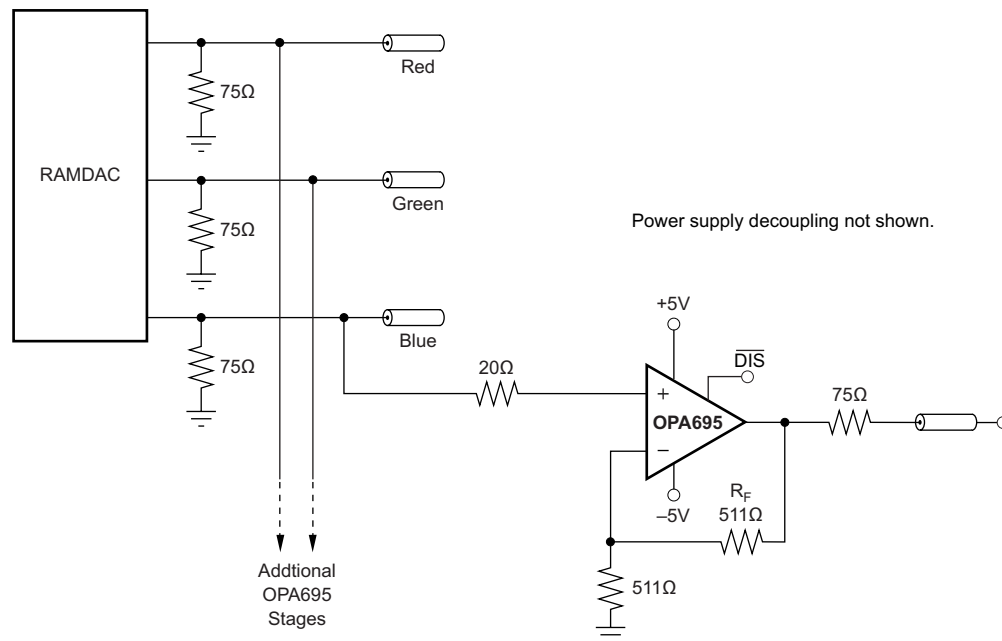 Red
75Ω
RAMDAC
Green
75Ω
Power supply decoupling not shown.
+5V
Blue
DIS
75Ω
20Ω
75Ω
+
OPA695
−
–5V
RF
511Ω
511Ω
Addtional
OPA695
Stages